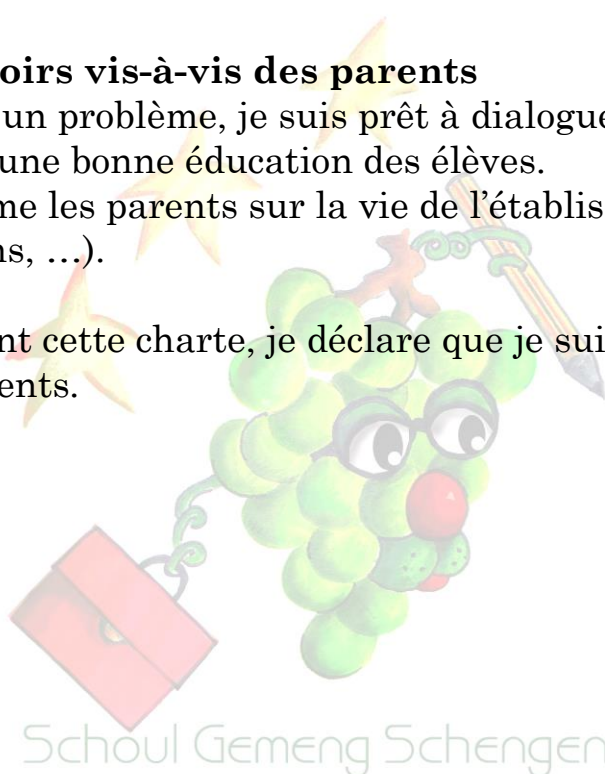 oirs vis-à-vis des parents
un problème, je suis prêt à dialogue
une bonne éducation des élèves.
me les parents sur la vie de l’établis
ns, …).
nt cette charte, je déclare que je sui
ents.
Schoul Gemeng Schengen